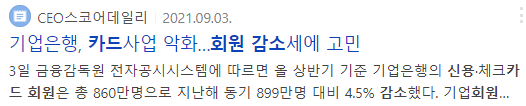 CEO스코어데일리 2021.09.03.
기업은행, 카드사업 악화...회원 감소세에 고민
3일 금융감독원 전자공시시스템에 따르면 올 상반기 기준 기업은행의 신용·체크카
드 회원은 총 860만명으로 지난해 동기 899만명 대비 4.5% 감소했다. 기업회원...